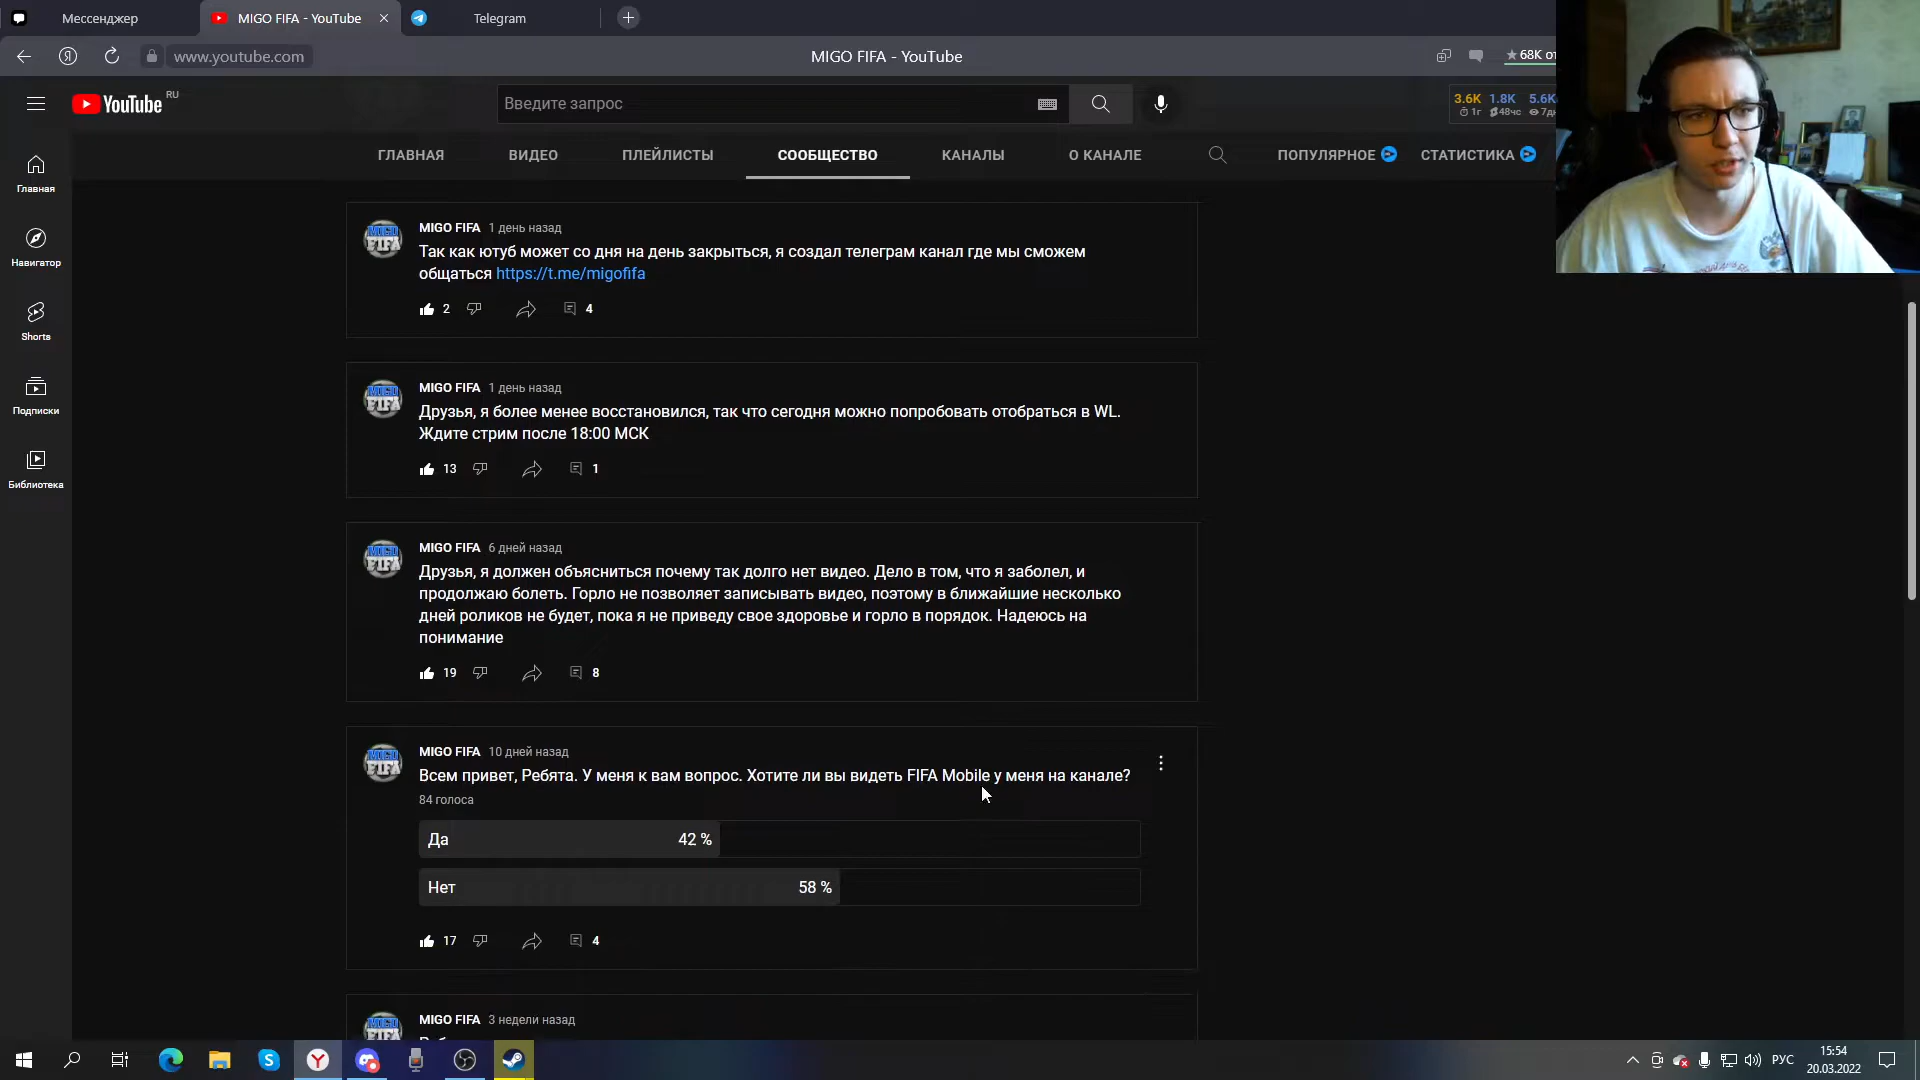 Мессенджер
MIGO FIFA - YouTube
Telegram
www.youtube.com
MIGO FIFA - YouTube
68K от
YouTube RU
Введите запрос
3.6K 1.8K 5.6K
1г 48чс 7дн
ГЛАВНАЯ ВИДЕО ПЛЕЙЛИСТЫ СООБЩЕСТВО КАНАЛЫ О КАНАЛЕ ПОПУЛЯРНОЕ СТАТИСТИКА
Главная
Навигатор
Shorts
Подписки
Библиотека
MIGO FIFA 1 день назад
Так как ютуб может со дня на день закрыться, я создал телеграм канал где мы сможем
общаться https://t.me/migofifa
2 4
MIGO FIFA 1 день назад
Друзья, я более менее восстановился, так что сегодня можно попробовать отобраться в WL.
Ждите стрим после 18:00 МСК
13 1
MIGO FIFA 6 дней назад
Друзья, я должен объясниться почему так долго нет видео. Дело в том, что я заболел, и
продолжаю болеть. Горло не позволяет записывать видео, поэтому в ближайшие несколько
дней роликов не будет, пока я не приведу свое здоровье и горло в порядок. Надеюсь на
понимание
19 8
MIGO FIFA 10 дней назад
Всем привет, Ребята. У меня к вам вопрос. Хотите ли вы видеть FIFA Mobile у меня на канале?
84 голоса
Да 42 %
Нет 58 %
17 4
MIGO FIFA 3 недели назад
РУС
15:54
20.03.2022